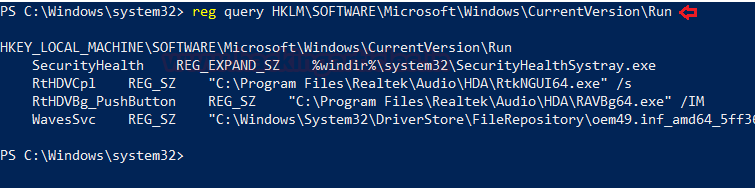 PS C:\Windows\system32> reg query HKLM\SOFTWARE\Microsoft\Windows\CurrentVersion\Run
HKEY_LOCAL_MACHINE\SOFTWARE\Microsoft\Windows\CurrentVersion\Run
SecurityHealth    REG_EXPAND_SZ    %windir%\system32\SecurityHealthSystray.exe
RtHDVCpl    REG_SZ    "C:\Program Files\Realtek\Audio\HDA\RtkNGUI64.exe" /s
RtHDVBg_PushButton    REG_SZ    "C:\Program Files\Realtek\Audio\HDA\RAVBg64.exe" /IM
WavesSvc    REG_SZ    "C:\Windows\System32\DriverStore\FileRepository\oem49.inf_amd64_5ff36
PS C:\Windows\system32>